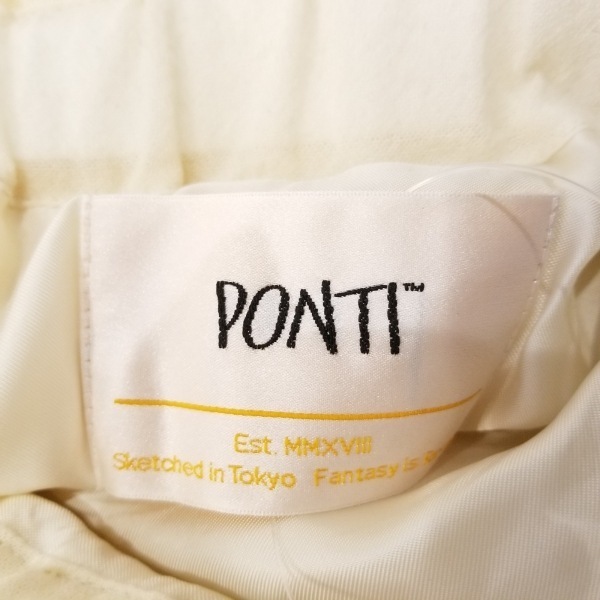 PONTI™
Est. MMXVIII
Sketched in Tokyo Fantasy is